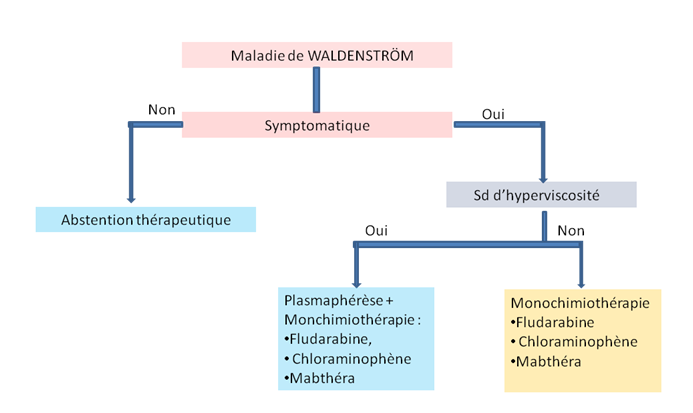 Maladie de WALDENSTRÖM
Non
Oui
Symptomatique
Sd d’hyperviscosité
Abstention thérapeutique
Oui
Non
Plasmaphérèse +
Monchimiothérapie :
•Fludarabine,
• Chloraminophène
•Mabthéra
Monochimiothérapie
•Fludarabine
• Chloraminophène
•Mabthéra